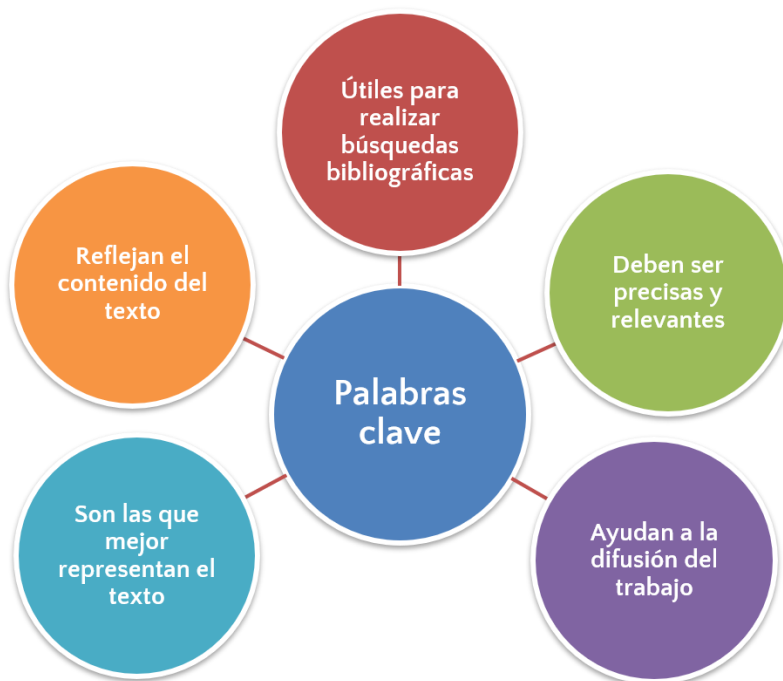 Útiles para
realizar
búsquedas
bibliográficas
Reflejan el
contenido del
texto
Deben ser
precisas y
relevantes
Palabras
clave
Son las que
mejor
representan el
texto
Ayudan a la
difusión del
trabajo